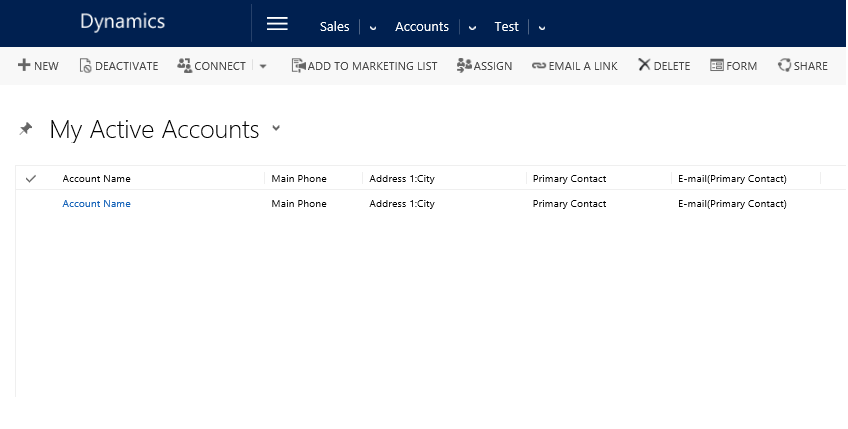 Dynamics Sales Accounts Test
NEW DEACTIVATE CONNECT ADD TO MARKETING LIST ASSIGN EMAIL A LINK DELETE FORM SHARE
My Active Accounts
Account Name Main Phone Address 1:City Primary Contact E-mail(Primary Contact)
Account Name Main Phone Address 1:City Primary Contact E-mail(Primary Contact)